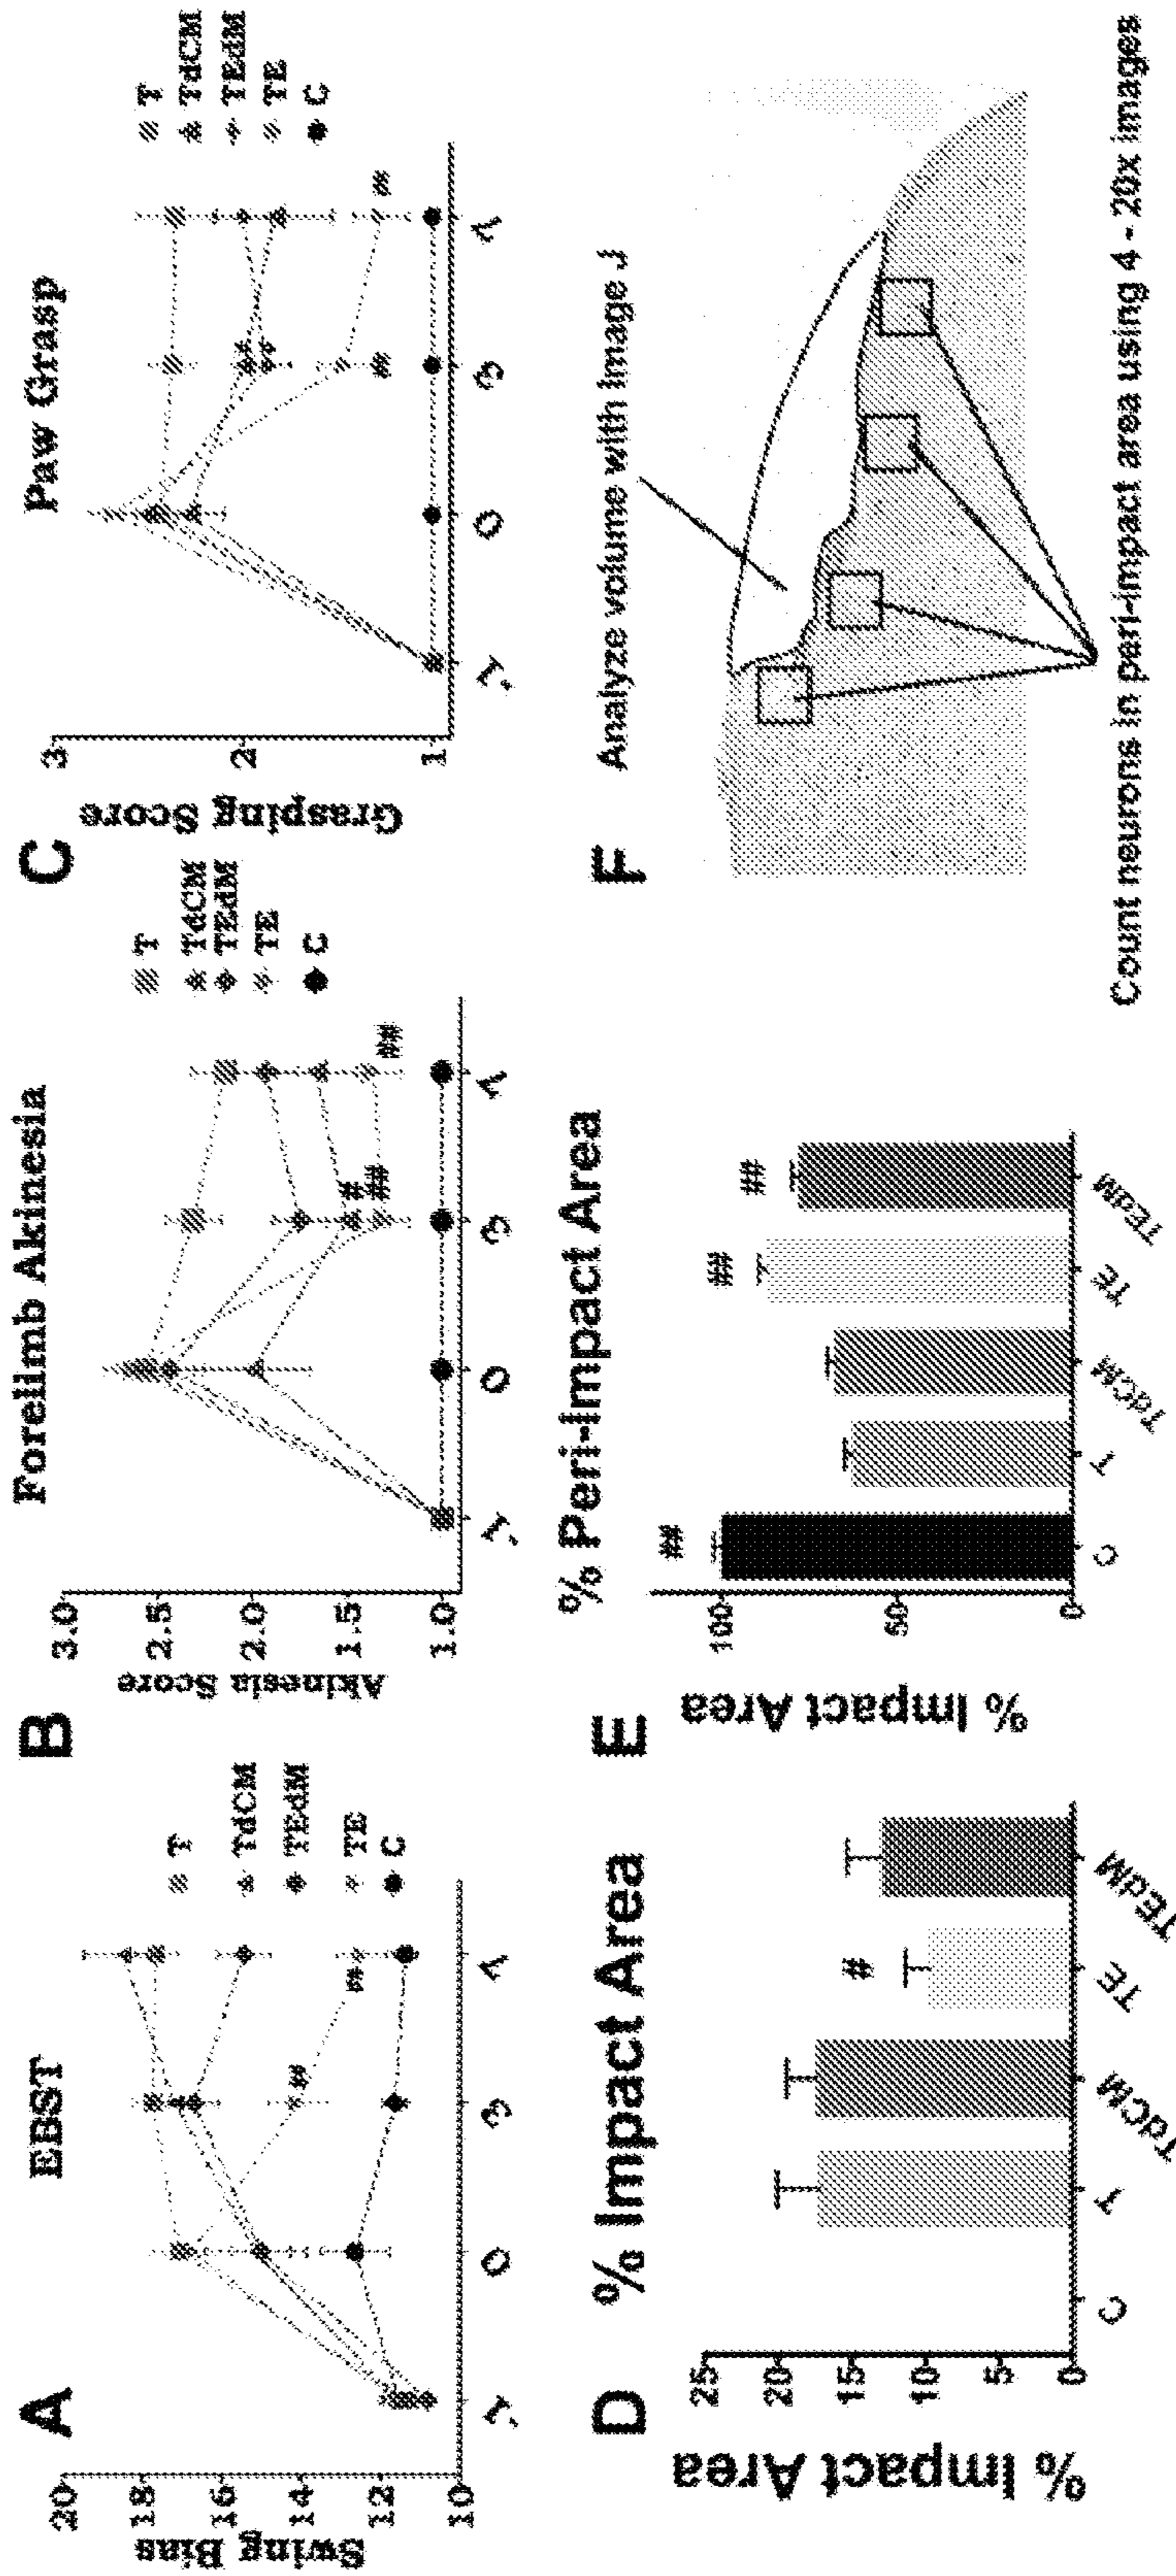 A
EBST
Swing Bias
20
18
16
14
12
10
-1
0
3
7
##
##
T
TdCM
TEdM
TE
C
B
Forelimb Akinesia
Akinesia Score
3.0
2.5
2.0
1.5
1.0
-1
0
3
7
#
##
##
T
TdCM
TEdM
TE
C
C
Paw Grasp
Grasping Score
3
2
1
-1
0
3
7
##
##
T
TdCM
TEdM
TE
C
D
% Impact Area
% Impact Area
25
20
15
10
5
0
#
C
T
TdCM
TE
TEdM
E
% Peri-Impact Area
% Impact Area
100
50
0
##
##
##
C
T
TdCM
TE
TEdM
F
Analyze volume with Image J
Count neurons in peri-impact area using 4 - 20x images